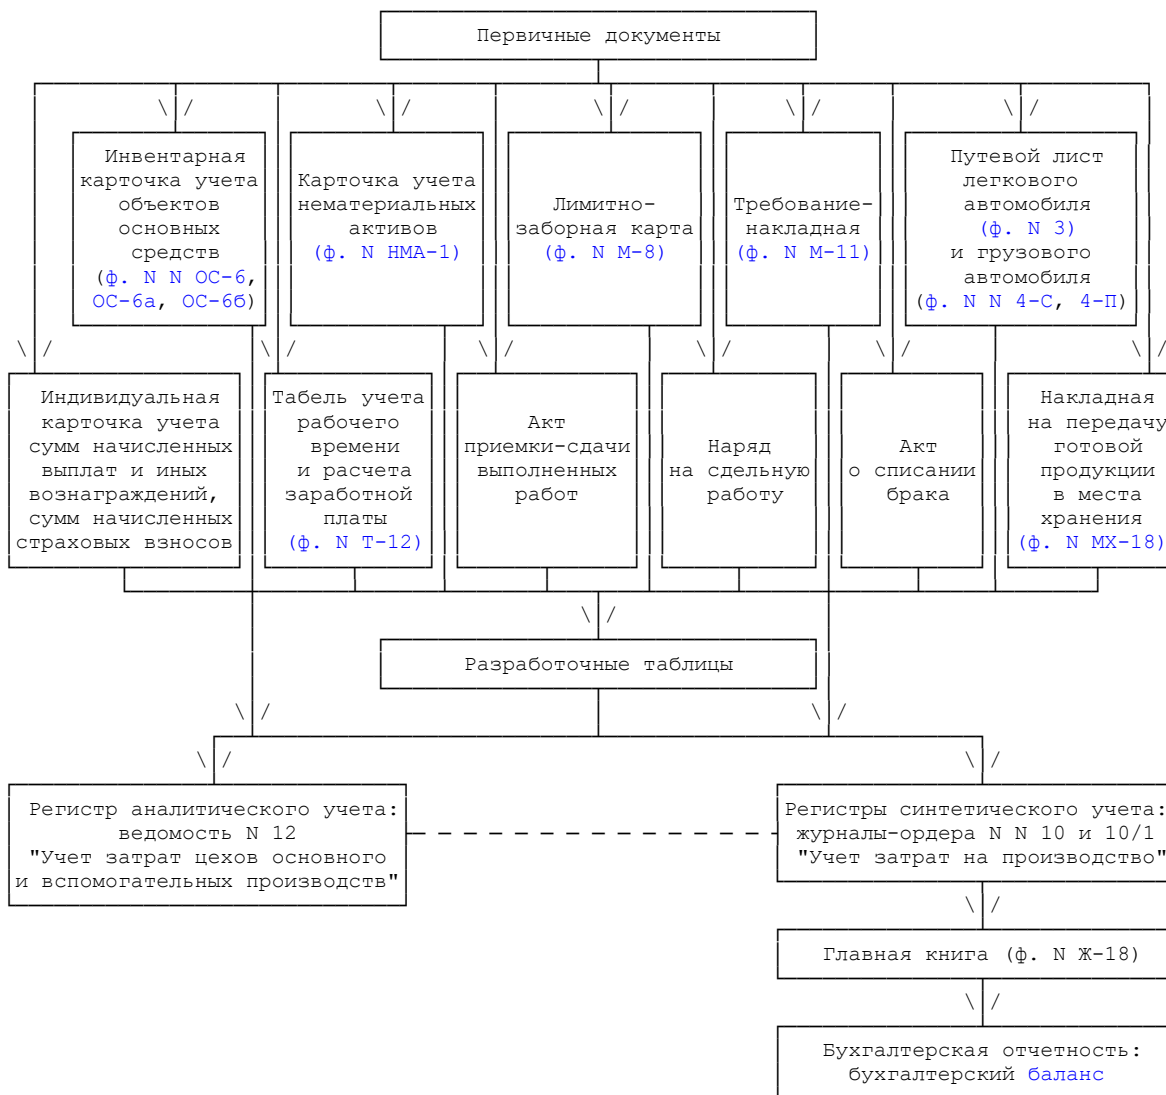 Первичные документы
Инвентарная
карточка учета
объектов
основных
средств
(ф. N N ОС-6,
ОС-6а, ОС-6б)
Карточка учета
нематериальных
активов
(ф. N НМА-1)
Лимитно-
заборная карта
(ф. N М-8)
Требование-
накладная
(ф. N М-11)
Путевой лист
легкового
автомобиля
(ф. N 3)
и грузового
автомобиля
(ф. N N 4-С, 4-П)
Индивидуальная
карточка учета
сумм начисленных
выплат и иных
вознаграждений,
сумм начисленных
страховых взносов
Табель учета
рабочего
времени
и расчета
заработной
платы
(ф. N Т-12)
Акт
приемки-сдачи
выполненных
работ
Наряд
на сдельную
работу
Акт
о списании
брака
Накладная
на передачу
готовой
продукции
в места
хранения
(ф. N МХ-18)
Разработочные таблицы
Регистр аналитического учета:
ведомость N 12
"Учет затрат цехов основного
и вспомогательных производств"
Регистры синтетического учета:
журналы-ордера N N 10 и 10/1
"Учет затрат на производство"
Главная книга (ф. N Ж-18)
Бухгалтерская отчетность:
бухгалтерский баланс